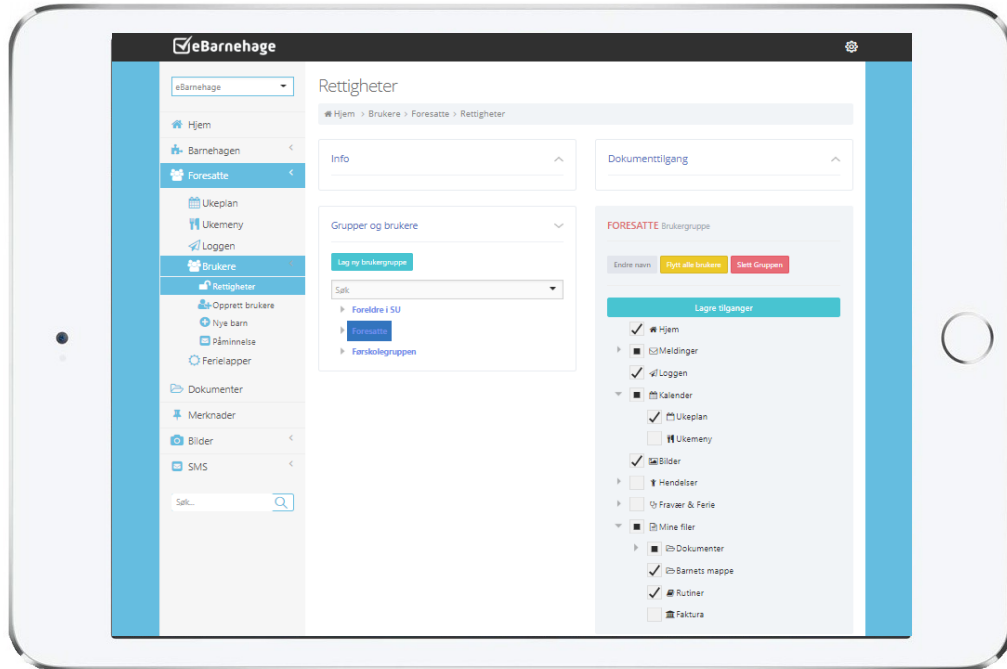 eBarnehage
eBarnehage
Hjem
Barnehagen
Foresatte
Ukeplan
Ukemeny
Loggen
Brukere
Rettigheter
Opprett brukere
Nye barn
Påminnelse
Ferielapper
Dokumenter
Merknader
Bilder
SMS
Søk...
Rettigheter
Hjem > Brukere > Foresatte > Rettigheter
Info
Dokumenttilgang
Grupper og brukere
Lag ny brukergruppe
Søk
Foreldre i SU
Foresatte
Førskolegruppen
FORESATTE Brukergruppe
Endre navn Flytt alle brukere Slett Gruppen
Lagre tilganger
Hjem
Meldinger
Loggen
Kalender
Ukeplan
Ukemeny
Bilder
Hendelser
Fravær & Ferie
Mine filer
Dokumenter
Barnets mappe
Rutiner
Faktura